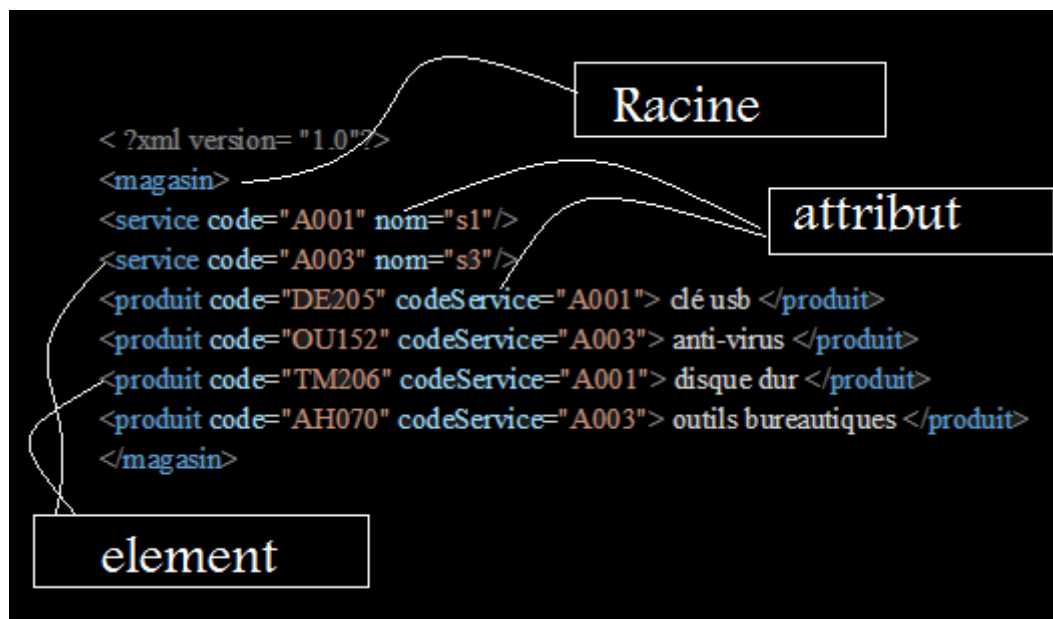 Racine
< ?xml version= "1.0"?>
<magasin>
<service code="A001" nom="s1"/>
attribut
<service code="A003" nom="s3"/>
<produit code="DE205" codeService="A001"> clé usb </produit>
<produit code="OU152" codeService="A003"> anti-virus </produit>
<produit code="TM206" codeService="A001"> disque dur </produit>
<produit code="AH070" codeService="A003"> outils bureautiques </produit>
</magasin>
element